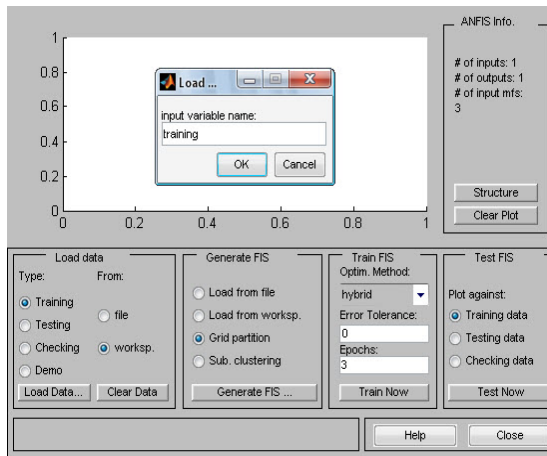 ANFIS Info.
# of inputs: 1
# of outputs: 1
# of input mfs:
3
Structure
Clear Plot
1
0.8
0.6
0.4
0.2
0
0
0.2
0.4
0.6
0.8
1
Load ...
input variable name:
training
OK
Cancel
Load data
Type:
From:
Training
Testing
Checking
Demo
file
worksp.
Load Data...
Clear Data
Generate FIS
Load from file
Load from worksp.
Grid partition
Sub. clustering
Generate FIS ...
Train FIS
Optim. Method:
hybrid
Error Tolerance:
0
Epochs:
3
Train Now
Test FIS
Plot against:
Training data
Testing data
Checking data
Test Now
Help
Close